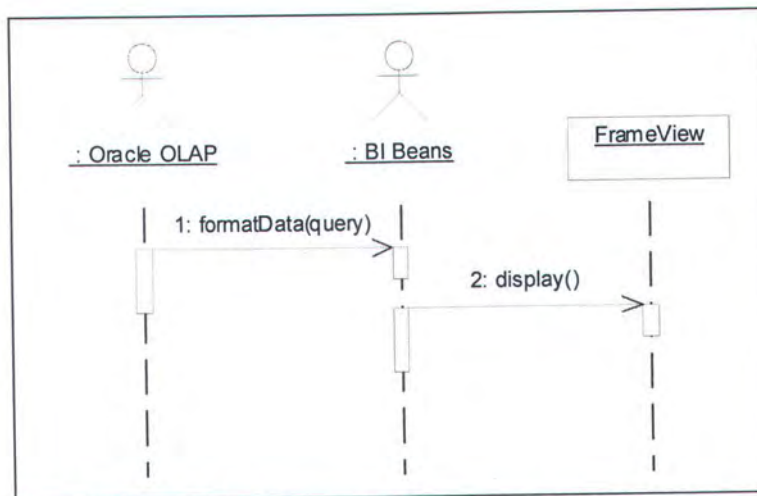 : Oracle OLAP
: BI Beans
FrameView
1: formatData(query)
2: display()